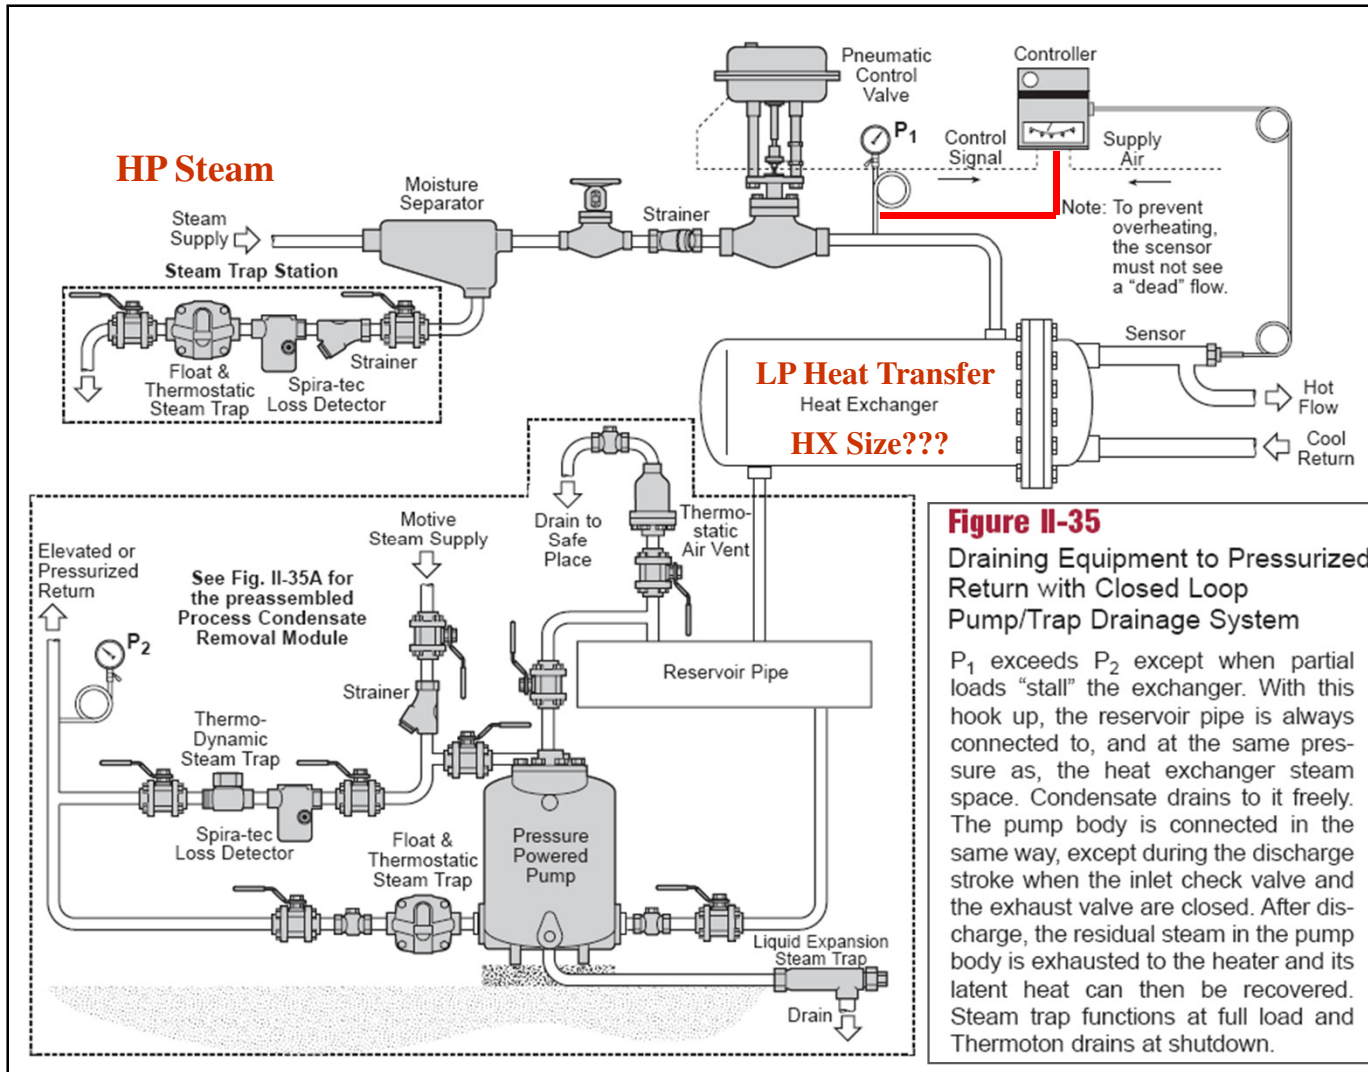 HP Steam
Pneumatic
Control
Valve
Controller
P1
Control
Signal
Supply
Air
Moisture
Separator
Steam
Supply
Strainer
Note: To prevent
overheating,
the scensor
must not see
a “dead” flow.
Steam Trap Station
Strainer
Float &
Thermostatic
Steam Trap
Spira-tec
Loss Detector
Sensor
LP Heat Transfer
Heat Exchanger
HX Size???
Hot
Flow
Cool
Return
Drain to
Safe
Place
Thermo-
static
Air Vent
Motive
Steam Supply
Elevated or
Pressurized
Return
See Fig. II-35A for
the preassembled
Process Condensate
Removal Module
P2
Strainer
Reservoir Pipe
Thermo-
Dynamic
Steam Trap
Spira-tec
Loss Detector
Float &
Thermostatic
Steam Trap
Pressure
Powered
Pump
Liquid Expansion
Steam Trap
Drain
Figure II-35
Draining Equipment to Pressurized
Return with Closed Loop
Pump/Trap Drainage System
P1 exceeds P2 except when partial
loads “stall” the exchanger. With this
hook up, the reservoir pipe is always
connected to, and at the same pres-
sure as, the heat exchanger steam
space. Condensate drains to it freely.
The pump body is connected in the
same way, except during the discharge
stroke when the inlet check valve and
the exhaust valve are closed. After dis-
charge, the residual steam in the pump
body is exhausted to the heater and its
latent heat can then be recovered.
Steam trap functions at full load and
Thermoton drains at shutdown.